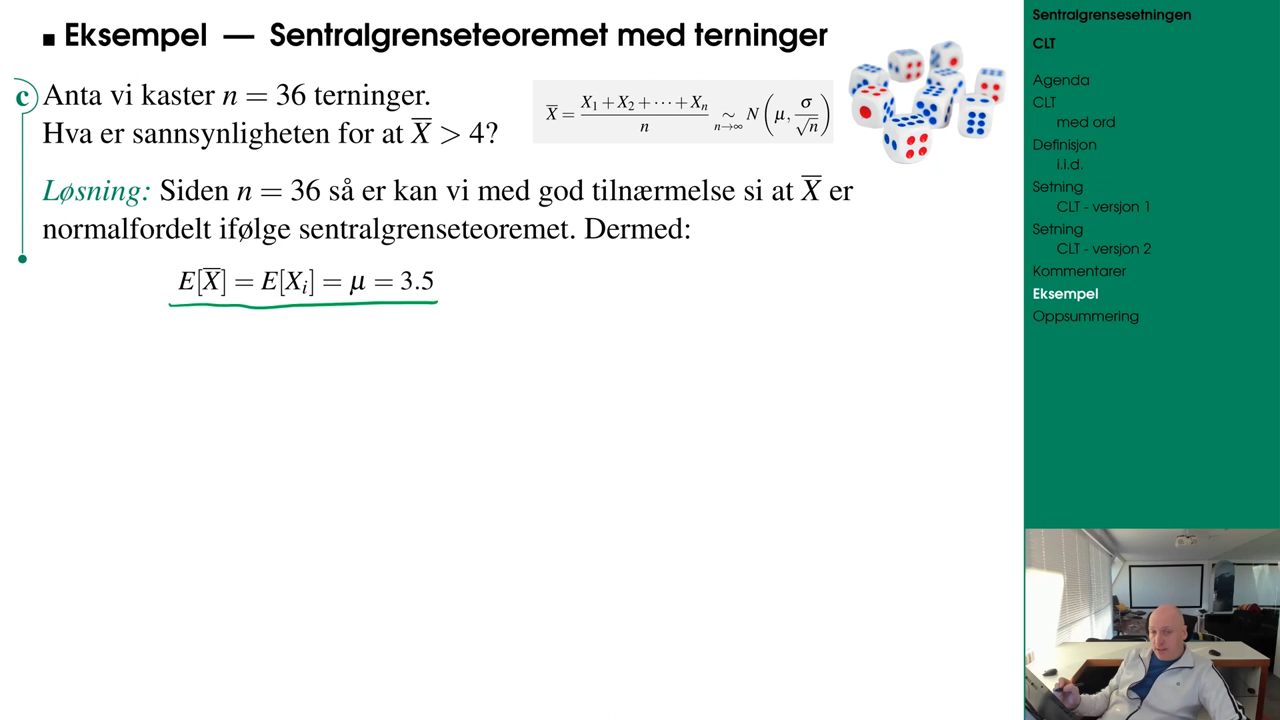 ■ Eksempel — Sentralgrenseteoremet med terninger
c Anta vi kaster n = 36 terninger.
Hva er sannsynligheten for at X̅ > 4?
X̅ = (X₁ + X₂ + ⋯ + Xₙ)/n ∼ₙ→∞ N(μ, σ/√n)
Løsning: Siden n = 36 så er kan vi med god tilnærmelse si at X̅ er
normalfordelt ifølge sentralgrenseteoremet. Dermed:
E[X̅] = E[Xᵢ] = μ = 3.5
Sentralgrensesetningen
CLT
Agenda
CLT
med ord
Definisjon
i.i.d.
Setning
CLT - versjon 1
Setning
CLT - versjon 2
Kommentarer
Eksempel
Oppsummering